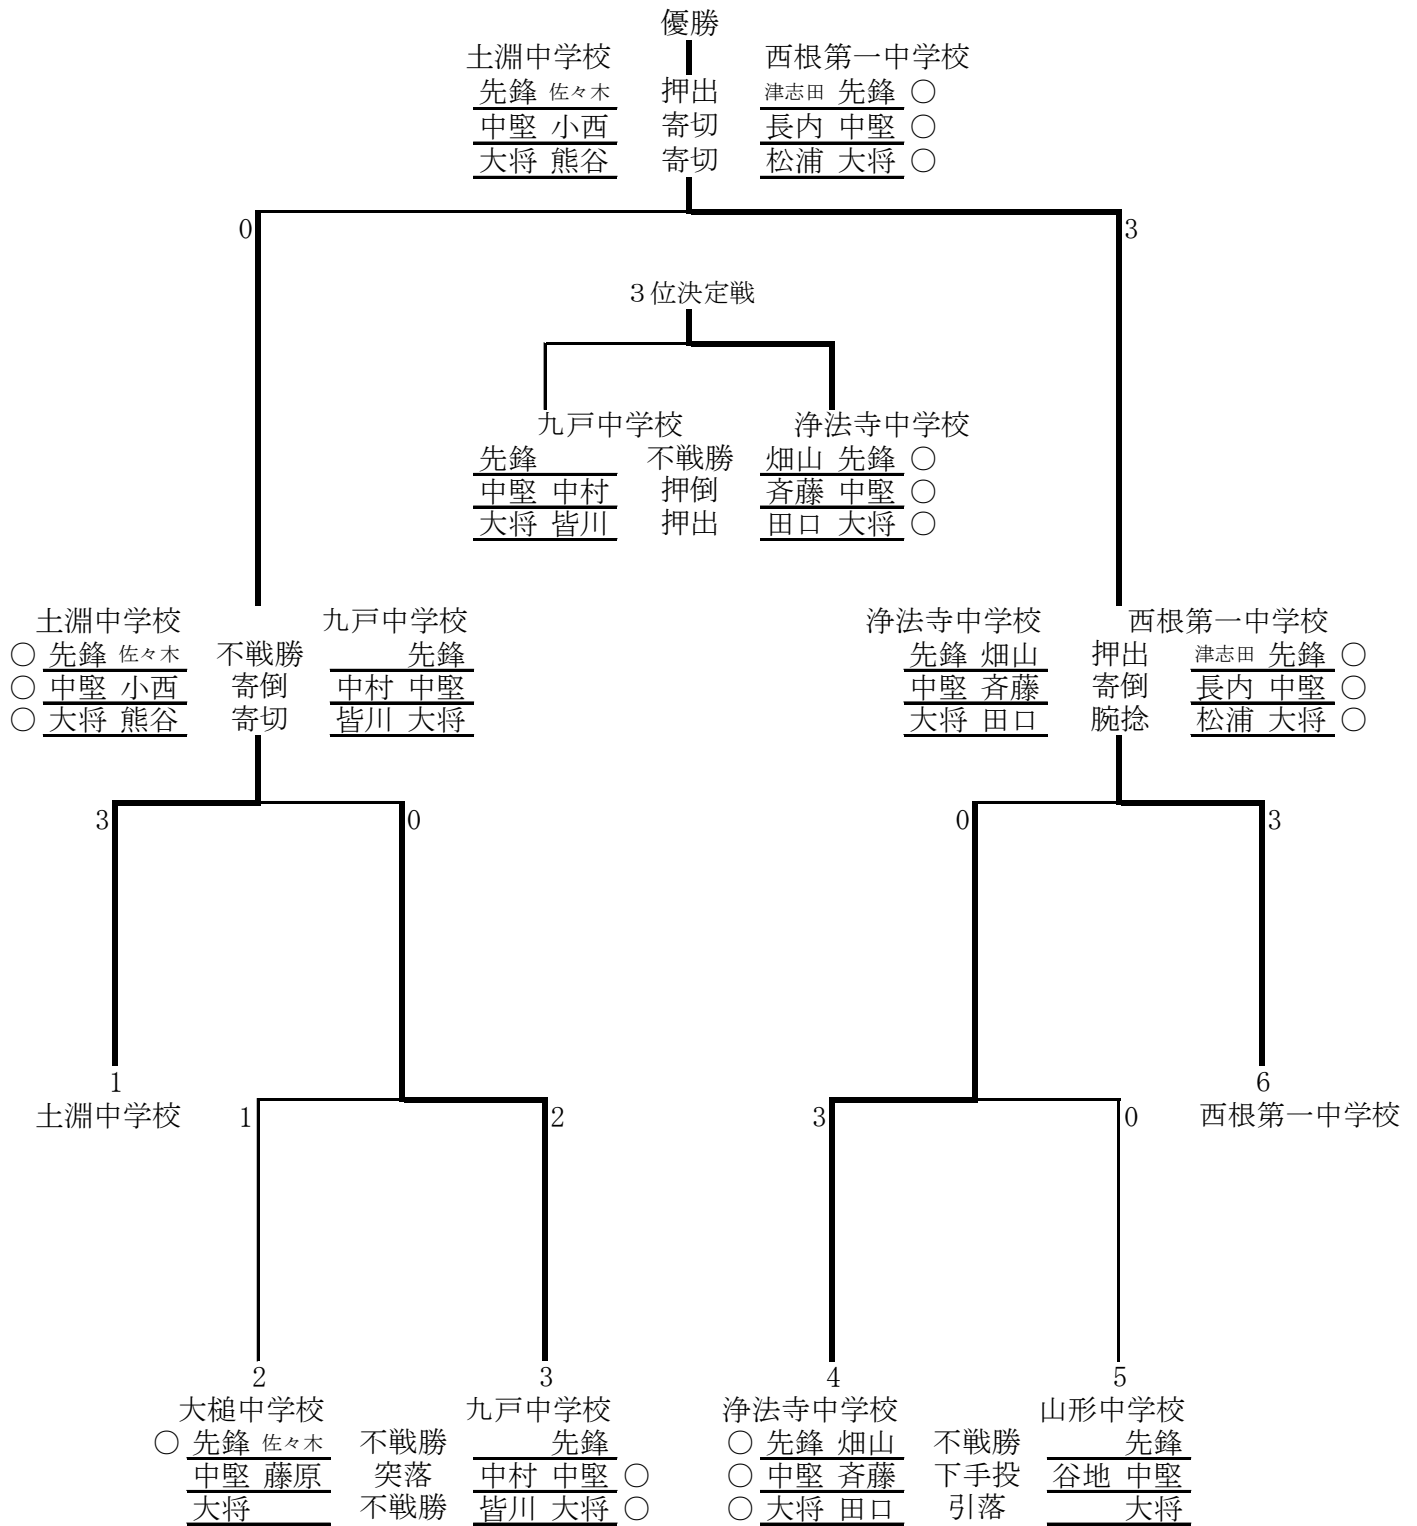 優勝
土淵中学校 西根第一中学校
先鋒 佐々木 押出 津志田 先鋒 ○
中堅 小西 寄切 長内 中堅 ○
大将 熊谷 寄切 松浦 大将 ○
0 3
３位決定戦
九戸中学校 浄法寺中学校
先鋒 不戦勝 畑山 先鋒 ○
中堅 中村 押倒 斉藤 中堅 ○
大将 皆川 押出 田口 大将 ○
土淵中学校 九戸中学校 浄法寺中学校 西根第一中学校
○ 先鋒 佐々木 不戦勝 先鋒 先鋒 畑山 押出 津志田 先鋒 ○
○ 中堅 小西 寄倒 中村 中堅 中堅 斉藤 寄倒 長内 中堅 ○
○ 大将 熊谷 寄切 皆川 大将 大将 田口 腕捻 松浦 大将 ○
3 0 0 3
1 6
土淵中学校 1 2 3 0 西根第一中学校
2 3 4 5
大槌中学校 九戸中学校 浄法寺中学校 山形中学校
○ 先鋒 佐々木 不戦勝 先鋒 ○ 先鋒 畑山 不戦勝 先鋒
中堅 藤原 突落 中村 中堅 ○ ○ 中堅 斉藤 下手投 谷地 中堅
大将 不戦勝 皆川 大将 ○ ○ 大将 田口 引落 大将